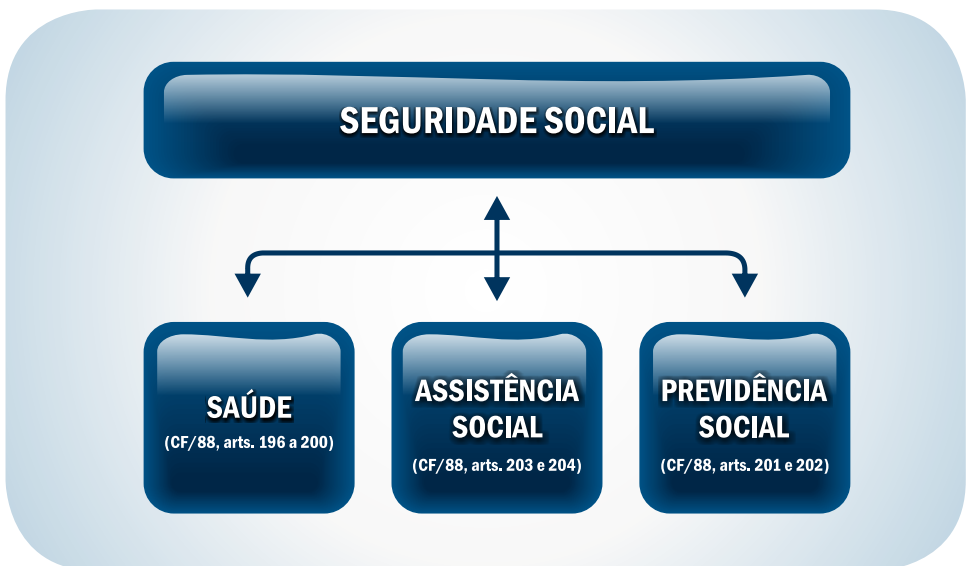 SEGURIDADE SOCIAL
SAÚDE
(CF/88, arts. 196 a 200)
ASSISTÊNCIA
SOCIAL
(CF/88, arts. 203 e 204)
PREVIDÊNCIA
SOCIAL
(CF/88, arts. 201 e 202)